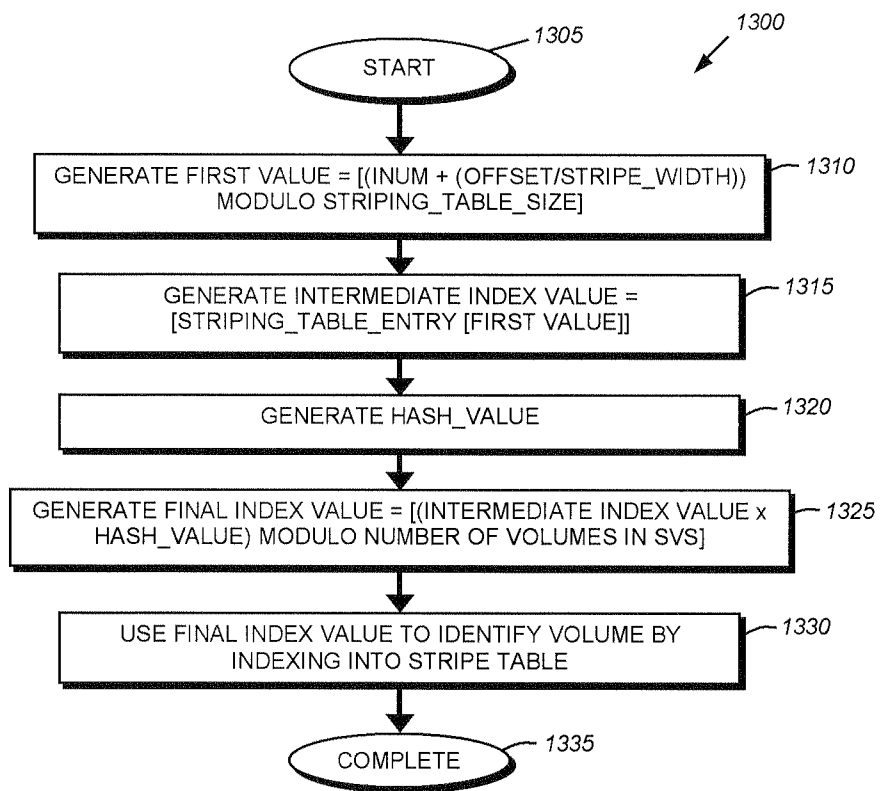 1305
1300
START
GENERATE FIRST VALUE = [(INUM + (OFFSET/STRIPE_WIDTH))
MODULO STRIPING_TABLE_SIZE]
1310
GENERATE INTERMEDIATE INDEX VALUE =
[STRIPING_TABLE_ENTRY [FIRST VALUE]]
1315
GENERATE HASH_VALUE
1320
GENERATE FINAL INDEX VALUE = [(INTERMEDIATE INDEX VALUE x
HASH_VALUE) MODULO NUMBER OF VOLUMES IN SVS]
1325
USE FINAL INDEX VALUE TO IDENTIFY VOLUME BY
INDEXING INTO STRIPE TABLE
1330
COMPLETE
1335